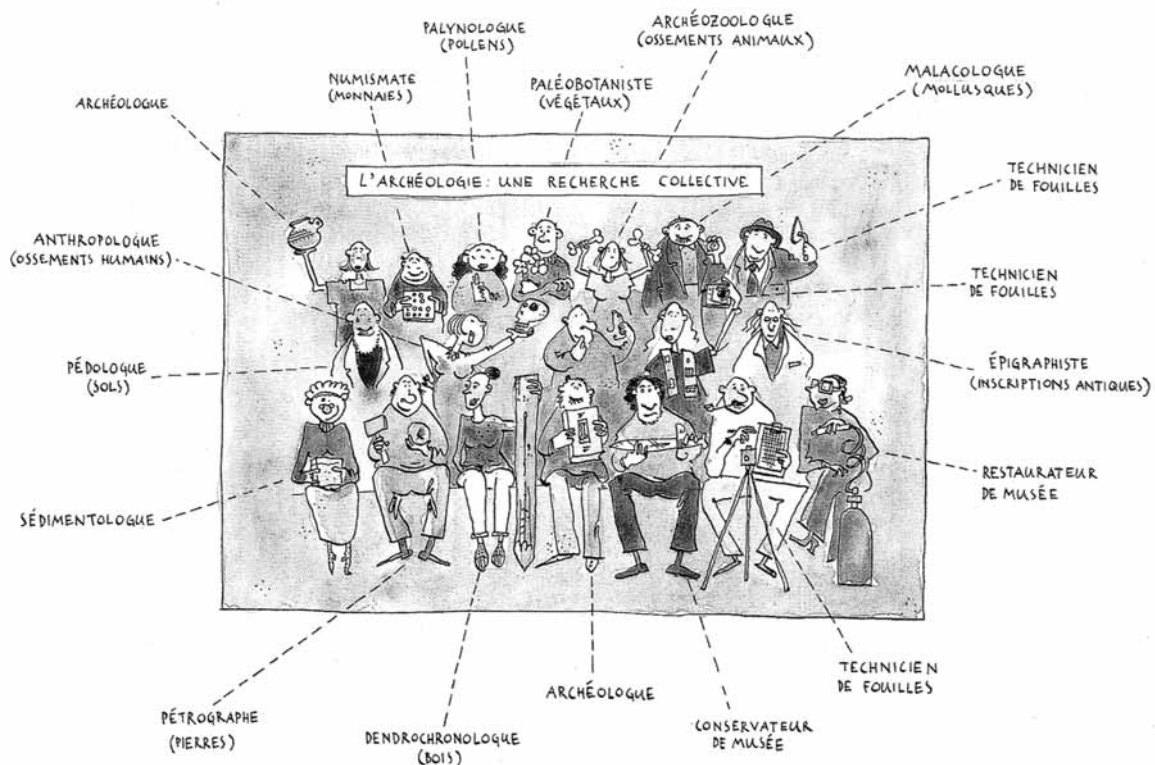 PALYNOLOGUE
(POLLENS)
ARCHÉOZOOLOGUE
(OSSEMENTS ANIMAUX)
NUMISMATE
(MONNAIES)
PALÉOBOTANISTE
(VÉGÉTAUX)
MALACOLOGUE
(MOLLUSQUES)
ARCHÉOLOGUE
L'ARCHÉOLOGIE : UNE RECHERCHE COLLECTIVE
TECHNICIEN
DE FOUILLES
ANTHROPOLOGUE
(OSSEMENTS HUMAINS)
TECHNICIEN
DE FOUILLES
PÉDOLOGUE
(SOLS)
ÉPIGRAPHISTE
(INSCRIPTIONS ANTIQUES)
RESTAURATEUR
DE MUSÉE
SÉDIMENTOLOGUE
TECHNICIEN
DE FOUILLES
ARCHÉOLOGUE
PÉTROGRAPHE
(PIERRES)
DENDROCHRONOLOGUE
(BOIS)
CONSERVATEUR
DE MUSÉE